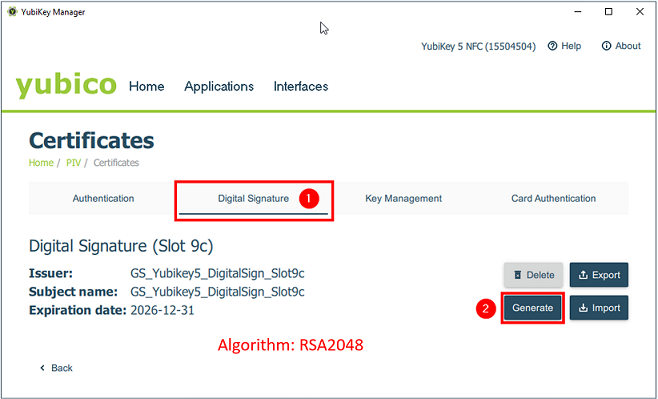 YubiKey Manager
YubiKey 5 NFC (15504504) Help About
yubico Home Applications Interfaces
Certificates
Home / PIV / Certificates
Authentication Digital Signature 1 Key Management Card Authentication
Digital Signature (Slot 9c)
Issuer: GS_Yubikey5_DigitalSign_Slot9c Delete Export
Subject name: GS_Yubikey5_DigitalSign_Slot9c
Expiration date: 2026-12-31 2 Generate Import
Algorithm: RSA2048
Back